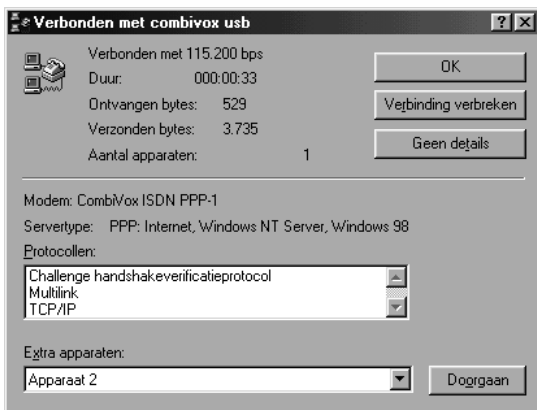 Verbonden met combivox usb
Verbonden met 115.200 bps
Duur: 000:00:33
Ontvangen bytes: 529
Verzonden bytes: 3.735
Aantal apparaten: 1
OK
Verbinding verbreken
Geen details
Modem: CombiVox ISDN PPP-1
Servertype: PPP: Internet, Windows NT Server, Windows 98
Protocollen:
Challenge handshakeverificatieprotocol
Multilink
TCP/IP
Extra apparaten:
Apparaat 2
Doorgaan